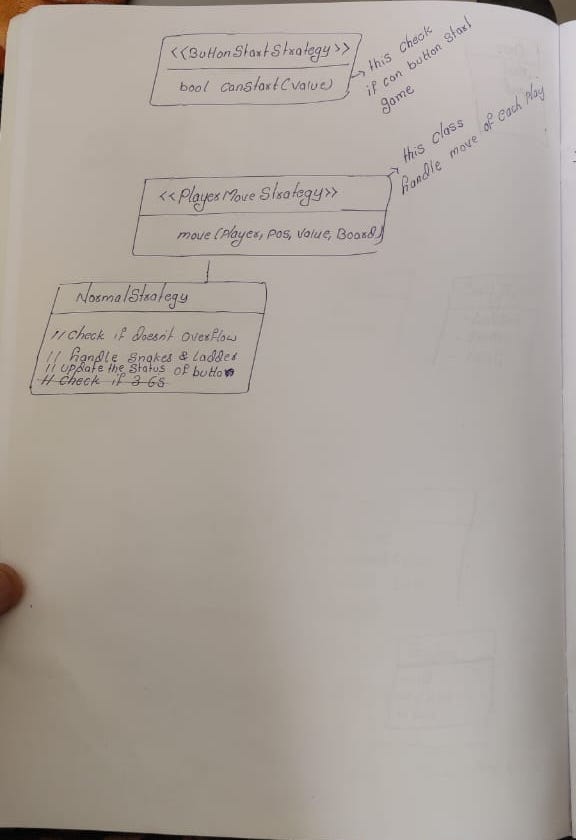 <<ButtonStartStrategy>>
bool canStart(value)
this check
if can button start
game
this class
handle move of each play
<<PlayerMove Strategy>>
move (Player, Pos, value, Board)
NormalStrategy
// Check if doesn't overflow
// handle Snakes & ladder
// update the status of button
// Check if 3 6s